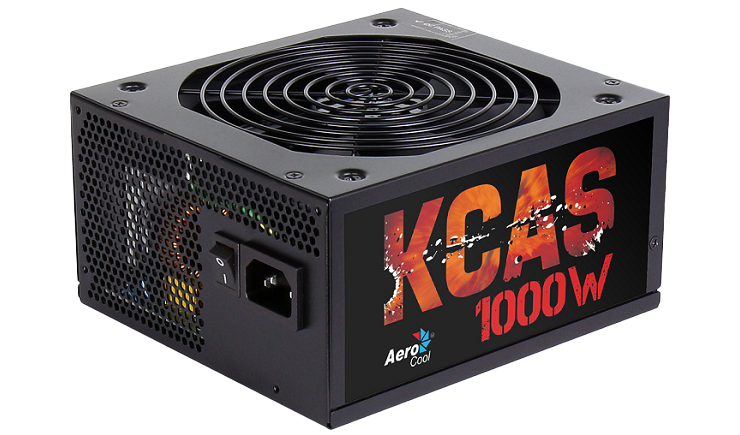 KCAS
1000W
Aero
Cool
O
I